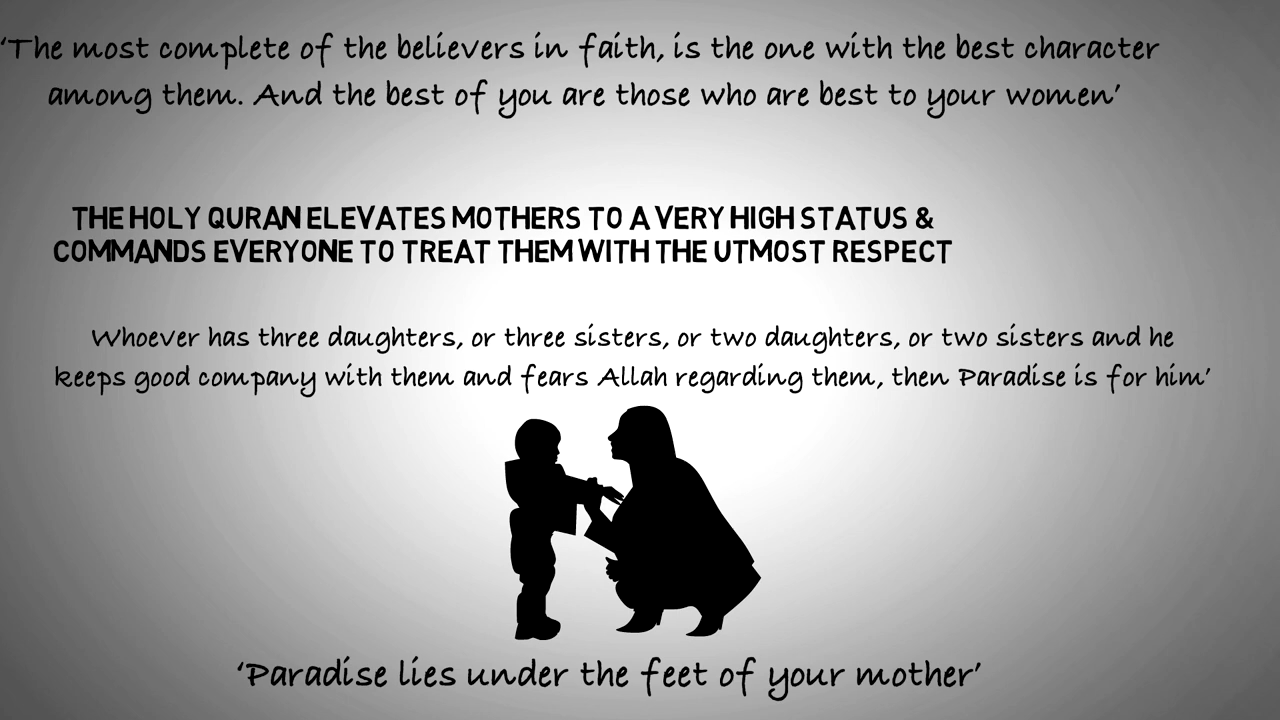 ‘The most complete of the believers in faith, is the one with the best character
among them. And the best of you are those who are best to your women’
THE HOLY QURAN ELEVATES MOTHERS TO A VERY HIGH STATUS &
COMMANDS EVERYONE TO TREAT THEM WITH THE UTMOST RESPECT
Whoever has three daughters, or three sisters, or two daughters, or two sisters and he
keeps good company with them and fears Allah regarding them, then Paradise is for him’
‘Paradise lies under the feet of your mother’